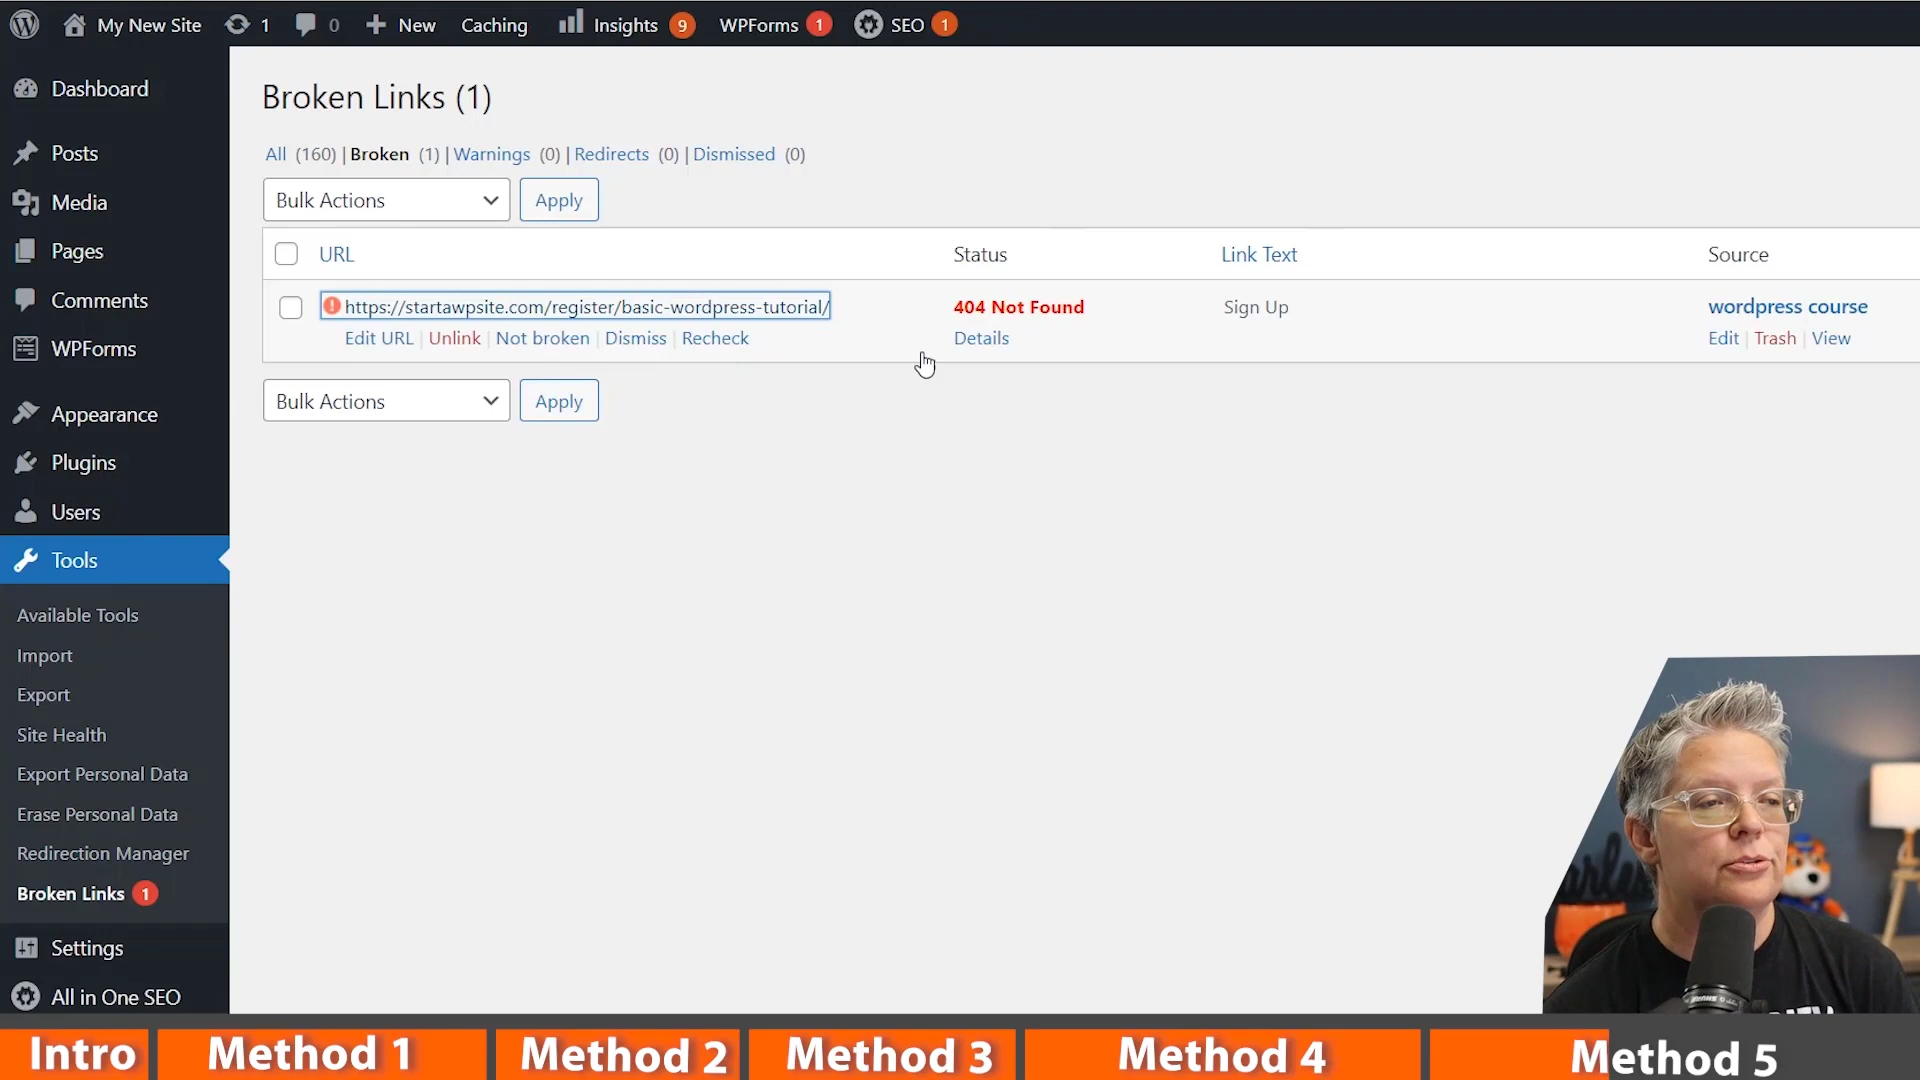 My New Site 1 0 New Caching Insights 9 WPForms 1 SEO 1
Dashboard
Posts
Media
Pages
Comments
WPForms
Appearance
Plugins
Users
Tools
Available Tools
Import
Export
Site Health
Export Personal Data
Erase Personal Data
Redirection Manager
Broken Links 1
Settings
All in One SEO
Broken Links (1)
All (160) | Broken (1) | Warnings (0) | Redirects (0) | Dismissed (0)
Bulk Actions Apply
URL Status Link Text Source
https://startawpsite.com/register/basic-wordpress-tutorial/ 404 Not Found Sign Up wordpress course
Edit URL | Unlink | Not broken | Dismiss | Recheck Details Edit | Trash | View
Bulk Actions Apply
Intro Method 1 Method 2 Method 3 Method 4 Method 5